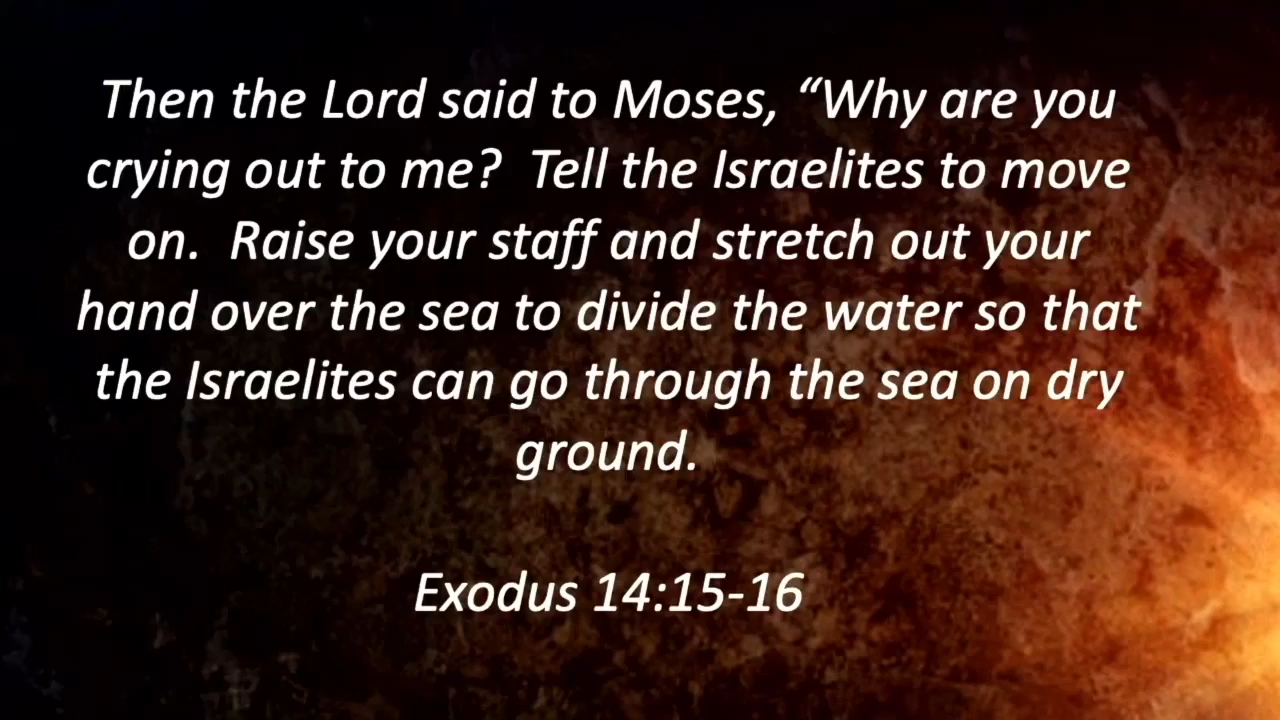 Then the Lord said to Moses, “Why are you
crying out to me?  Tell the Israelites to move
on.  Raise your staff and stretch out your
hand over the sea to divide the water so that
the Israelites can go through the sea on dry
ground.
Exodus 14:15-16